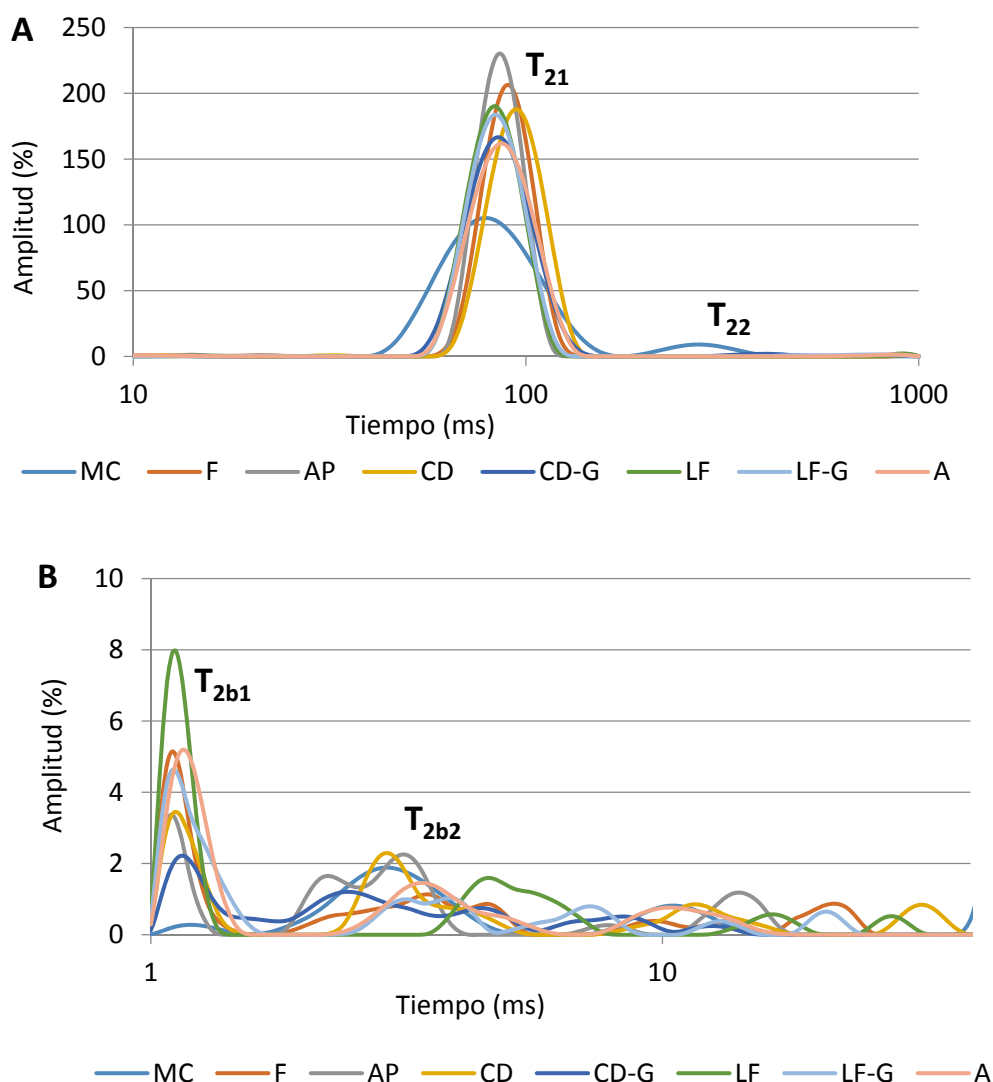 A
250
200
150
100
50
0
Amplitud (%)
T21
T22
10 100 1000
Tiempo (ms)
MC F AP CD CD-G LF LF-G A
B
10
8
6
4
2
0
Amplitud (%)
T2b1
T2b2
1 10
Tiempo (ms)
MC F AP CD CD-G LF LF-G A